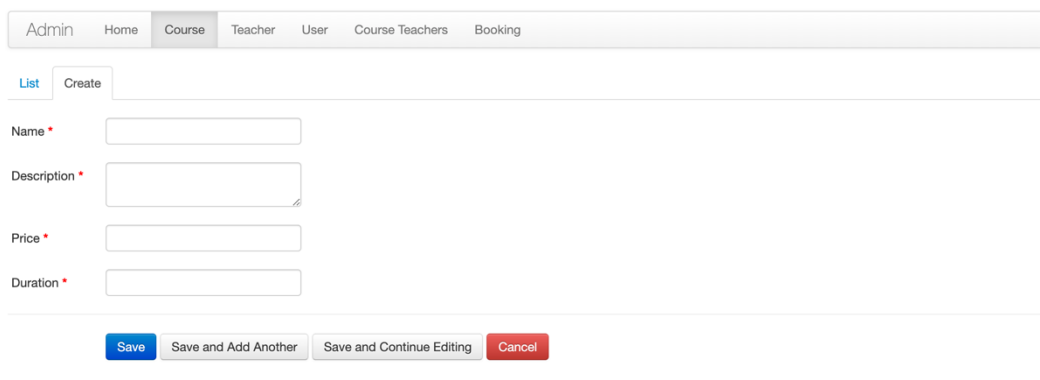 Admin Home Course Teacher User Course Teachers Booking
List Create
Name *
Description *
Price *
Duration *
Save Save and Add Another Save and Continue Editing Cancel